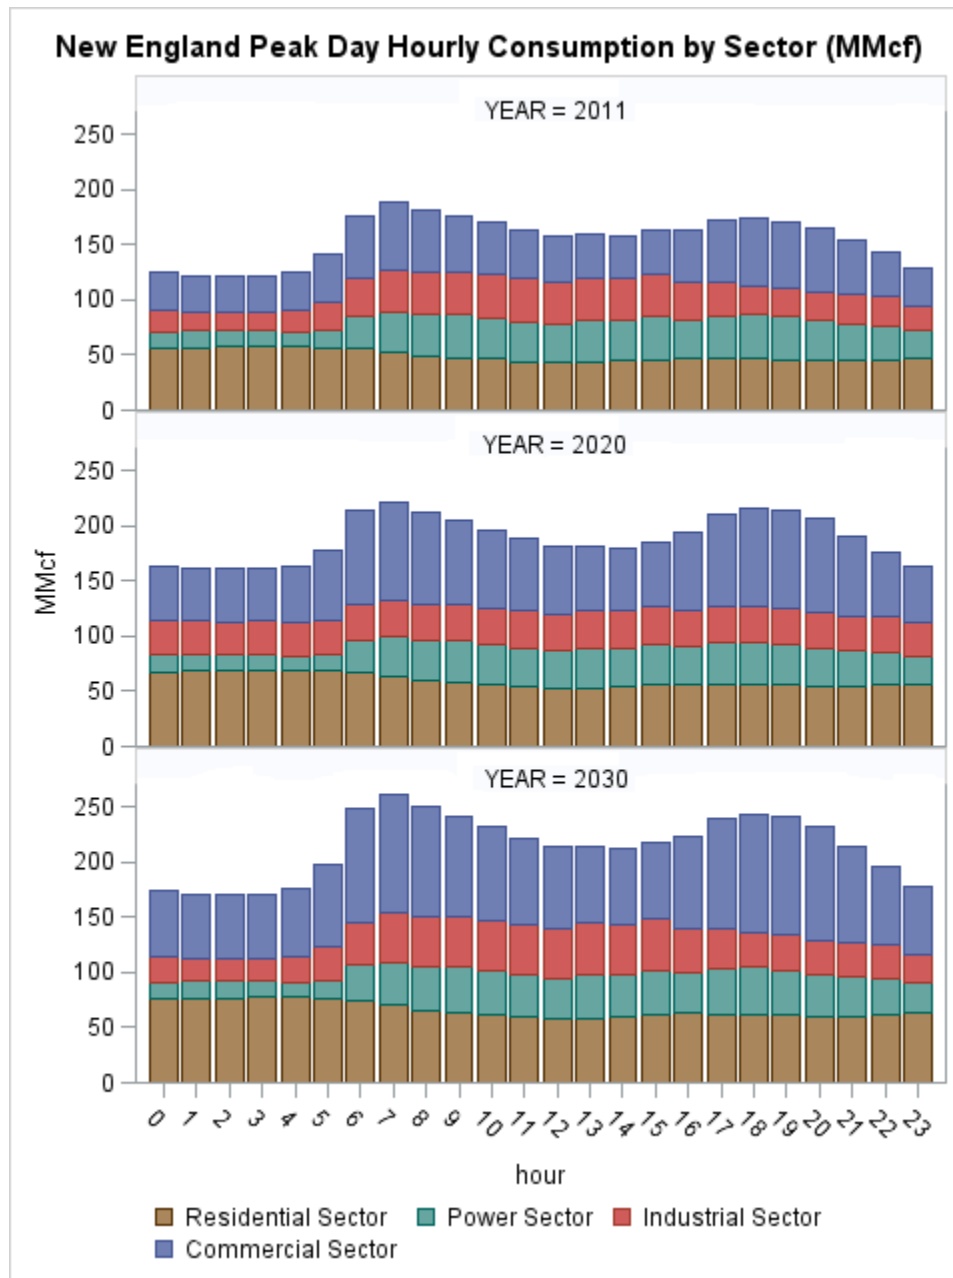 New England Peak Day Hourly Consumption by Sector (MMcf)
YEAR = 2011
250
200
150
100
50
0
YEAR = 2020
250
200
150
100
50
0
MMcf
YEAR = 2030
250
200
150
100
50
0
0 1 2 3 4 5 6 7 8 9 10 11 12 13 14 15 16 17 18 19 20 21 22 23
hour
Residential Sector Power Sector Industrial Sector
Commercial Sector